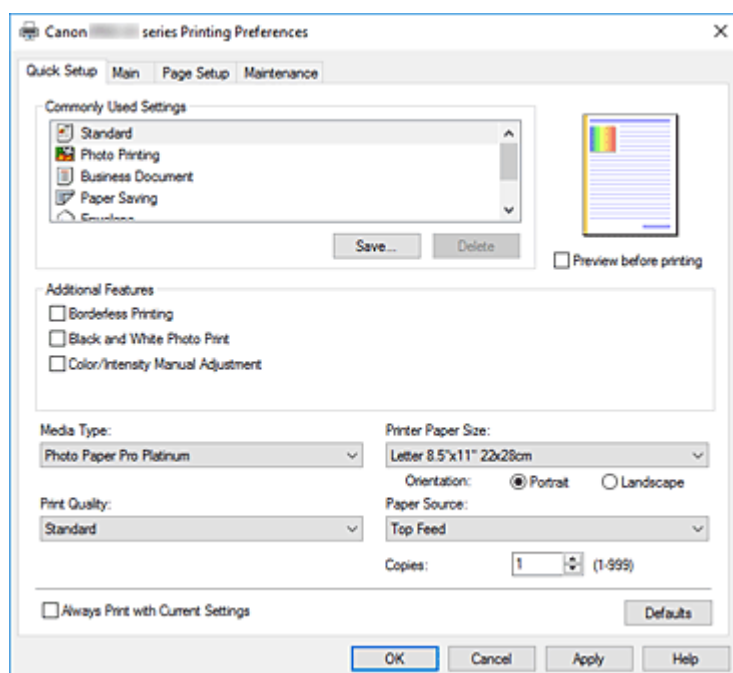 Canon series Printing Preferences
Quick Setup Main Page Setup Maintenance
Commonly Used Settings
Standard
Photo Printing
Business Document
Paper Saving
Envelope
Save... Delete
Preview before printing
Additional Features
Borderless Printing
Black and White Photo Print
Color/Intensity Manual Adjustment
Media Type: Printer Paper Size:
Photo Paper Pro Platinum Letter 8.5"x11" 22x28cm
Orientation: Portrait Landscape
Print Quality: Paper Source:
Standard Top Feed
Copies: 1 (1-999)
Always Print with Current Settings Defaults
OK Cancel Apply Help